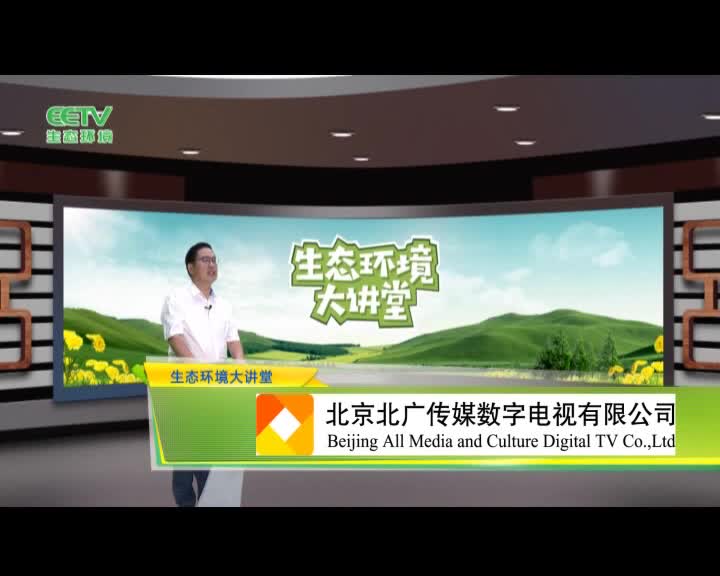 EETV
生态环境
生态环境
大讲堂
生态环境大讲堂
北京北广传媒数字电视有限公司
Beijing All Media and Culture Digital TV Co.,Ltd